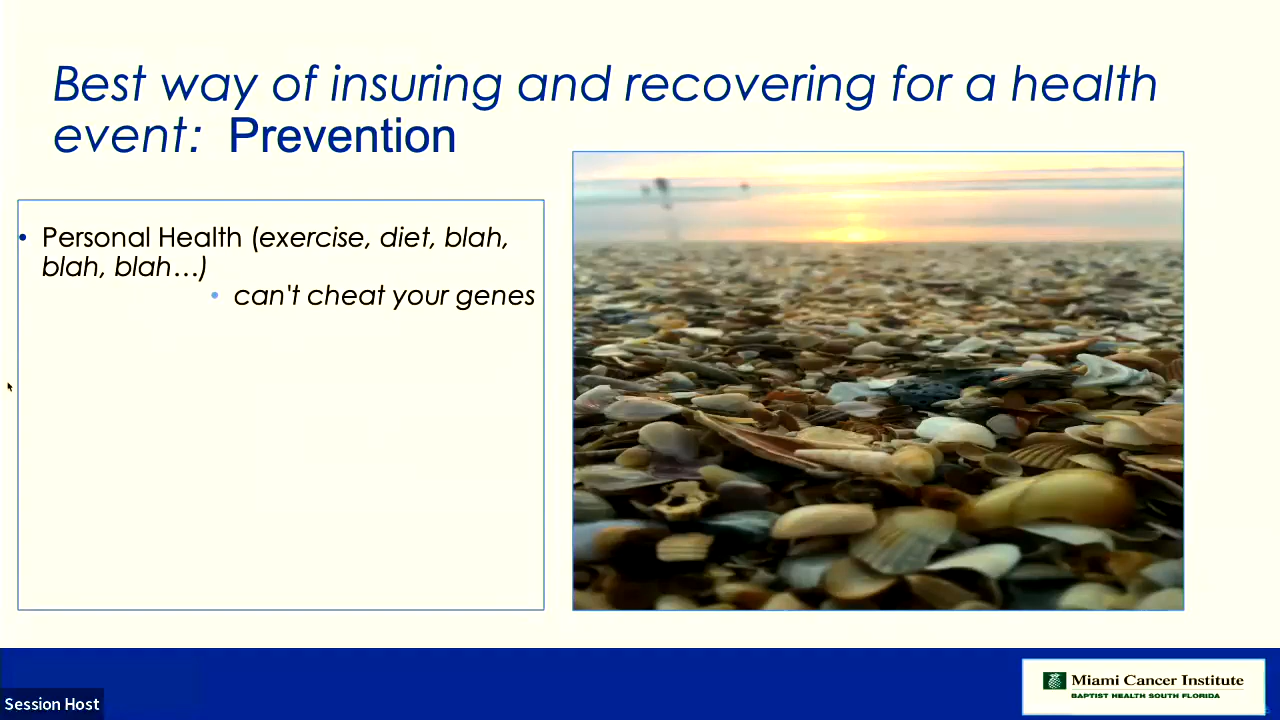 Best way of insuring and recovering for a health
event: Prevention
• Personal Health (exercise, diet, blah,
blah, blah…)
• can't cheat your genes
Miami Cancer Institute
BAPTIST HEALTH SOUTH FLORIDA
Session Host